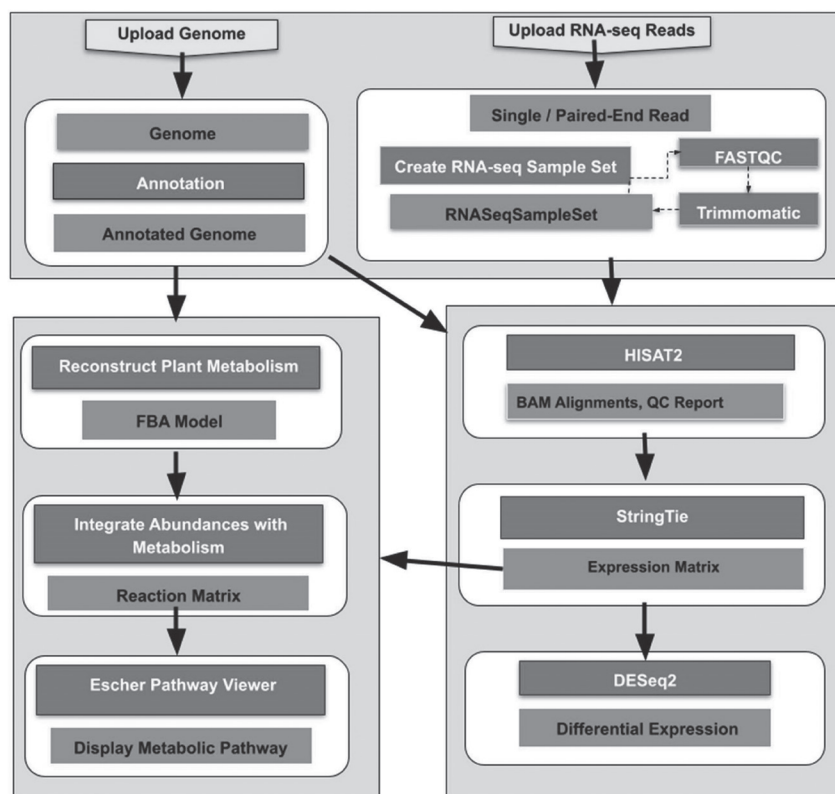 Upload Genome
Upload RNA-seq Reads
Genome
Annotation
Annotated Genome
Single / Paired-End Read
Create RNA-seq Sample Set
FASTQC
RNASeqSampleSet
Trimmomatic
Reconstruct Plant Metabolism
FBA Model
Integrate Abundances with
Metabolism
Reaction Matrix
Escher Pathway Viewer
Display Metabolic Pathway
HISAT2
BAM Alignments, QC Report
StringTie
Expression Matrix
DESeq2
Differential Expression